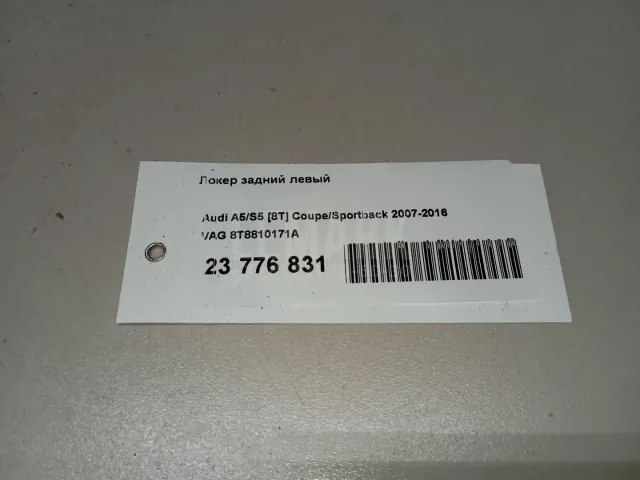 Локер задний левый
Audi A5/S5 [8T] Coupe/Sportback 2007-2016
VAG 8T8810171A
23 776 831